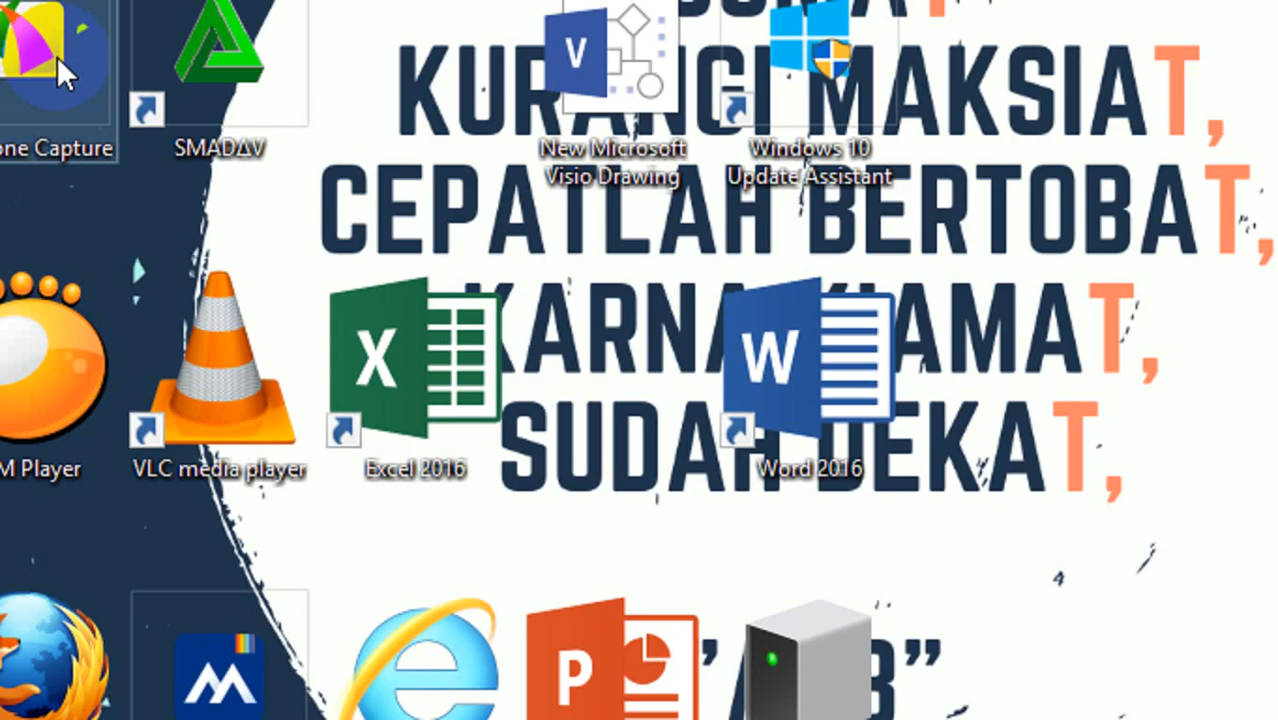 KURANGI MAKSIAT,
CEPATLAH BERTOBAT,
KARNA KIAMAT,
SUDAH DEKAT,
one Capture
SMADAV
New Microsoft
Visio Drawing
Windows 10
Update Assistant
M Player
VLC media player
Excel 2016
Word 2016
V
X
W
P